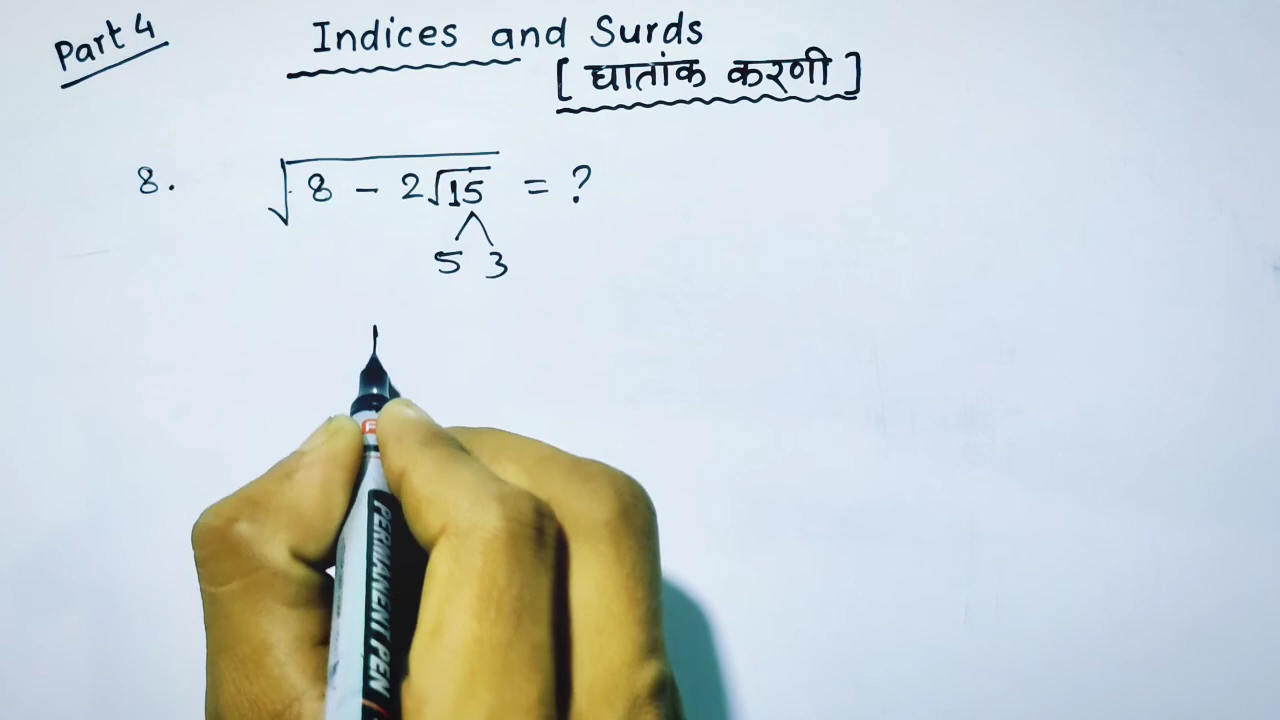 Part 4
Indices and Surds
[ घातांक करणी ]
8. √(8 - 2√15) = ?
5 3
PERMANENT PEN